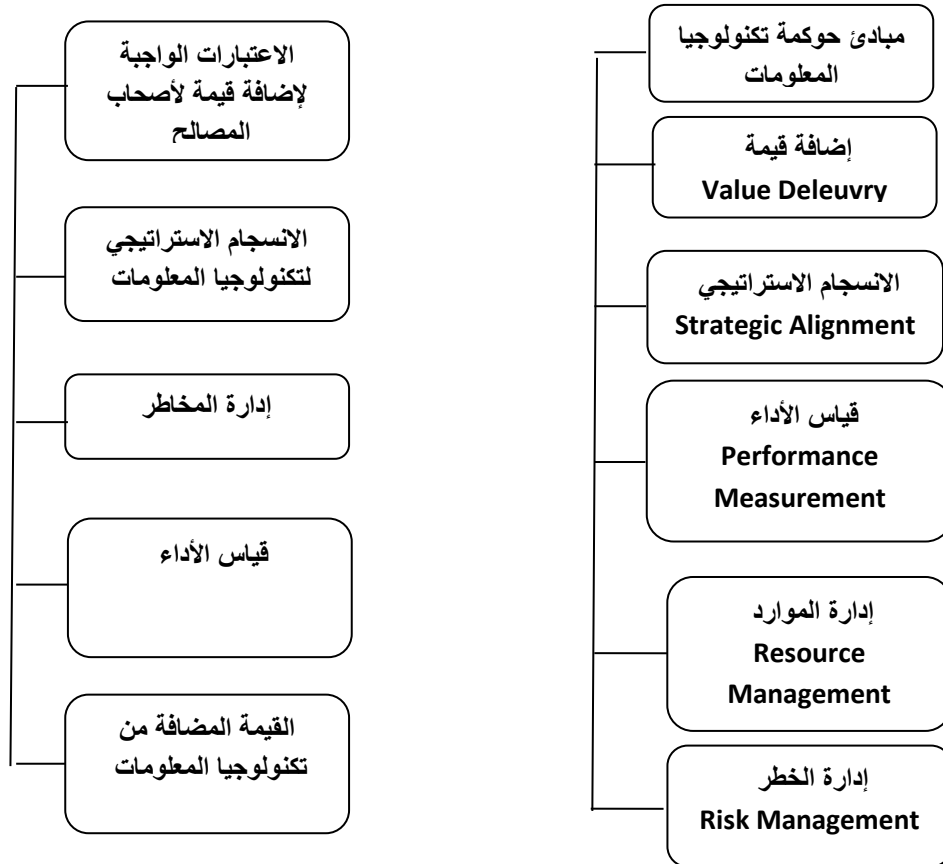 مبادئ حوكمة تكنولوجيا
المعلومات
إضافة قيمة
Value Deleuvry
الانسجام الاستراتيجي
Strategic Alignment
قياس الأداء
Performance
Measurement
إدارة الموارد
Resource
Management
إدارة الخطر
Risk Management
الاعتبارات الواجبة
لإضافة قيمة لأصحاب
المصالح
الانسجام الاستراتيجي
لتكنولوجيا المعلومات
إدارة المخاطر
قياس الأداء
القيمة المضافة من
تكنولوجيا المعلومات